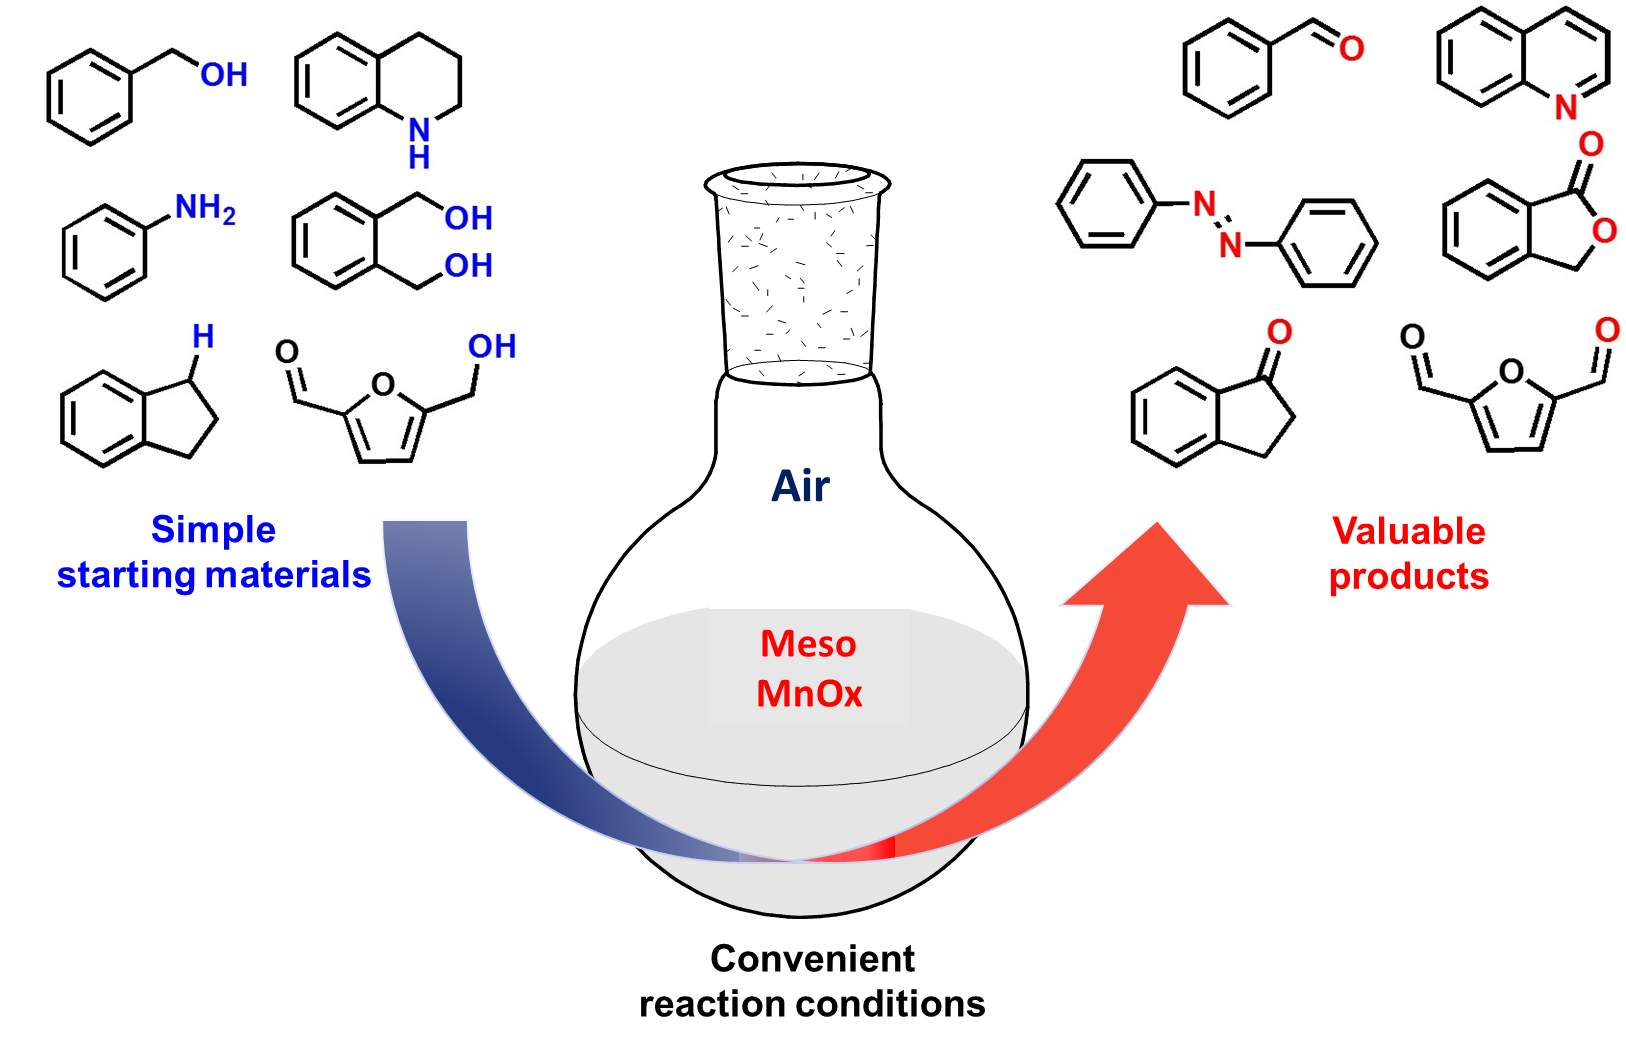 OH
N
H
NH2
OH
OH
H
O
O
OH
Simple
starting materials
Air
Meso
MnOx
Convenient
reaction conditions
O
N
N
N
O
O
O
O
O
O
Valuable
products